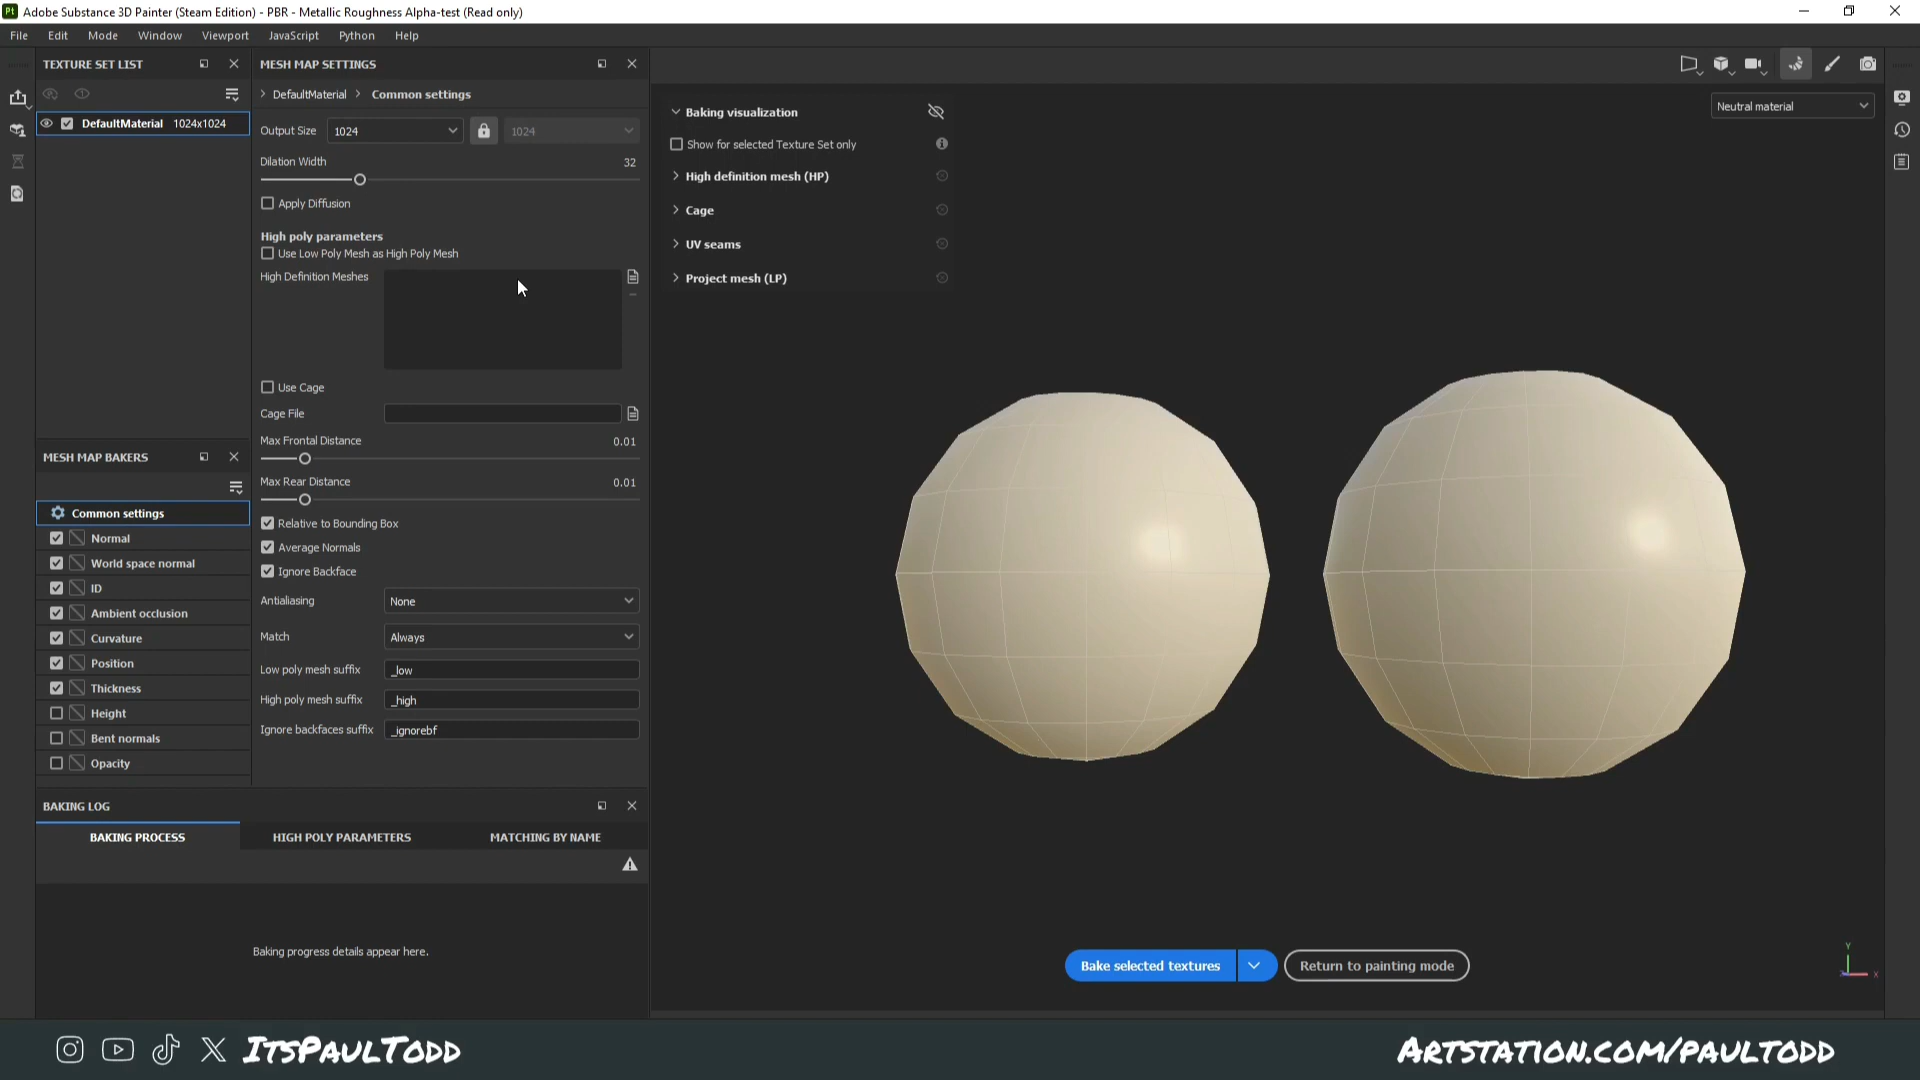 Pt Adobe Substance 3D Painter (Steam Edition) - PBR - Metallic Roughness Alpha-test (Read only)
File Edit Mode Window Viewport JavaScript Python Help
TEXTURE SET LIST
DefaultMaterial 1024x1024
MESH MAP SETTINGS
DefaultMaterial Common settings
Output Size 1024 1024
Dilation Width 32
Apply Diffusion
High poly parameters
Use Low Poly Mesh as High Poly Mesh
High Definition Meshes
Use Cage
Cage File
Max Frontal Distance 0.01
Max Rear Distance 0.01
Relative to Bounding Box
Average Normals
Ignore Backface
Antialiasing None
Match Always
Low poly mesh suffix _low
High poly mesh suffix _high
Ignore backfaces suffix _ignorebf
MESH MAP BAKERS
Common settings
Normal
World space normal
ID
Ambient occlusion
Curvature
Position
Thickness
Height
Bent normals
Opacity
BAKING LOG
BAKING PROCESS HIGH POLY PARAMETERS MATCHING BY NAME
Baking progress details appear here.
Baking visualization
Show for selected Texture Set only
High definition mesh (HP)
Cage
UV seams
Project mesh (LP)
Neutral material
Bake selected textures Return to painting mode
Y
X
ItsPaulTodd
Artstation.com/paultodd